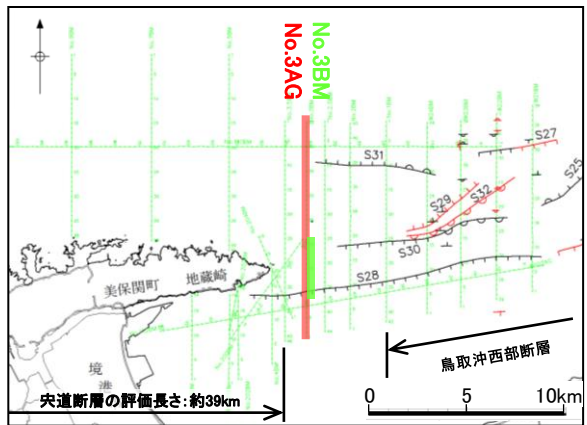 No.3AG
No.3BM
S27
S31
S25
S29
S32
S30
S28
美保関町
地蔵崎
境
港
鳥取沖西部断層
宍道断層の評価長さ:約39km
0 5 10km